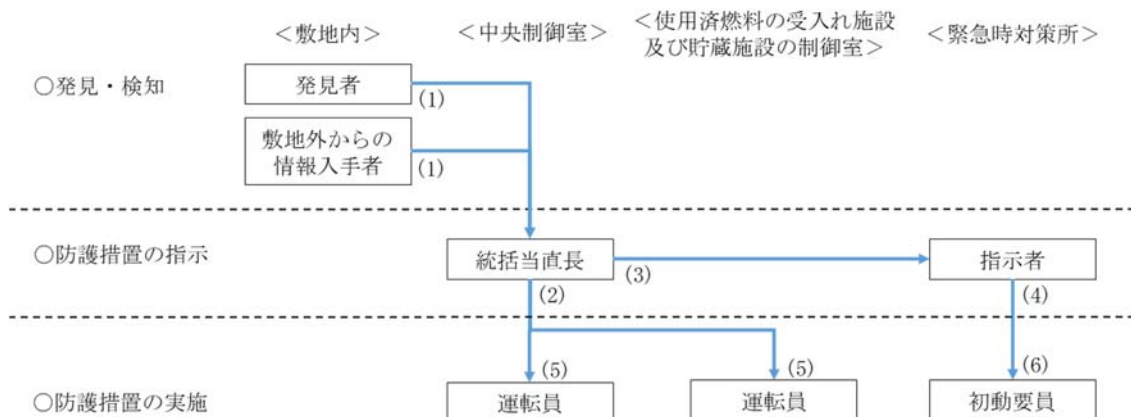 <敷地内>
<中央制御室>
<使用済燃料の受入れ施設
及び貯蔵施設の制御室>
<緊急時対策所>
○発見・検知
発見者
(1)
敷地外からの
情報入手者
(1)
○防護措置の指示
統括当直長
(3)
指示者
(2)
(4)
(5)
(5)
(6)
○防護措置の実施
運転員
運転員
初動要員